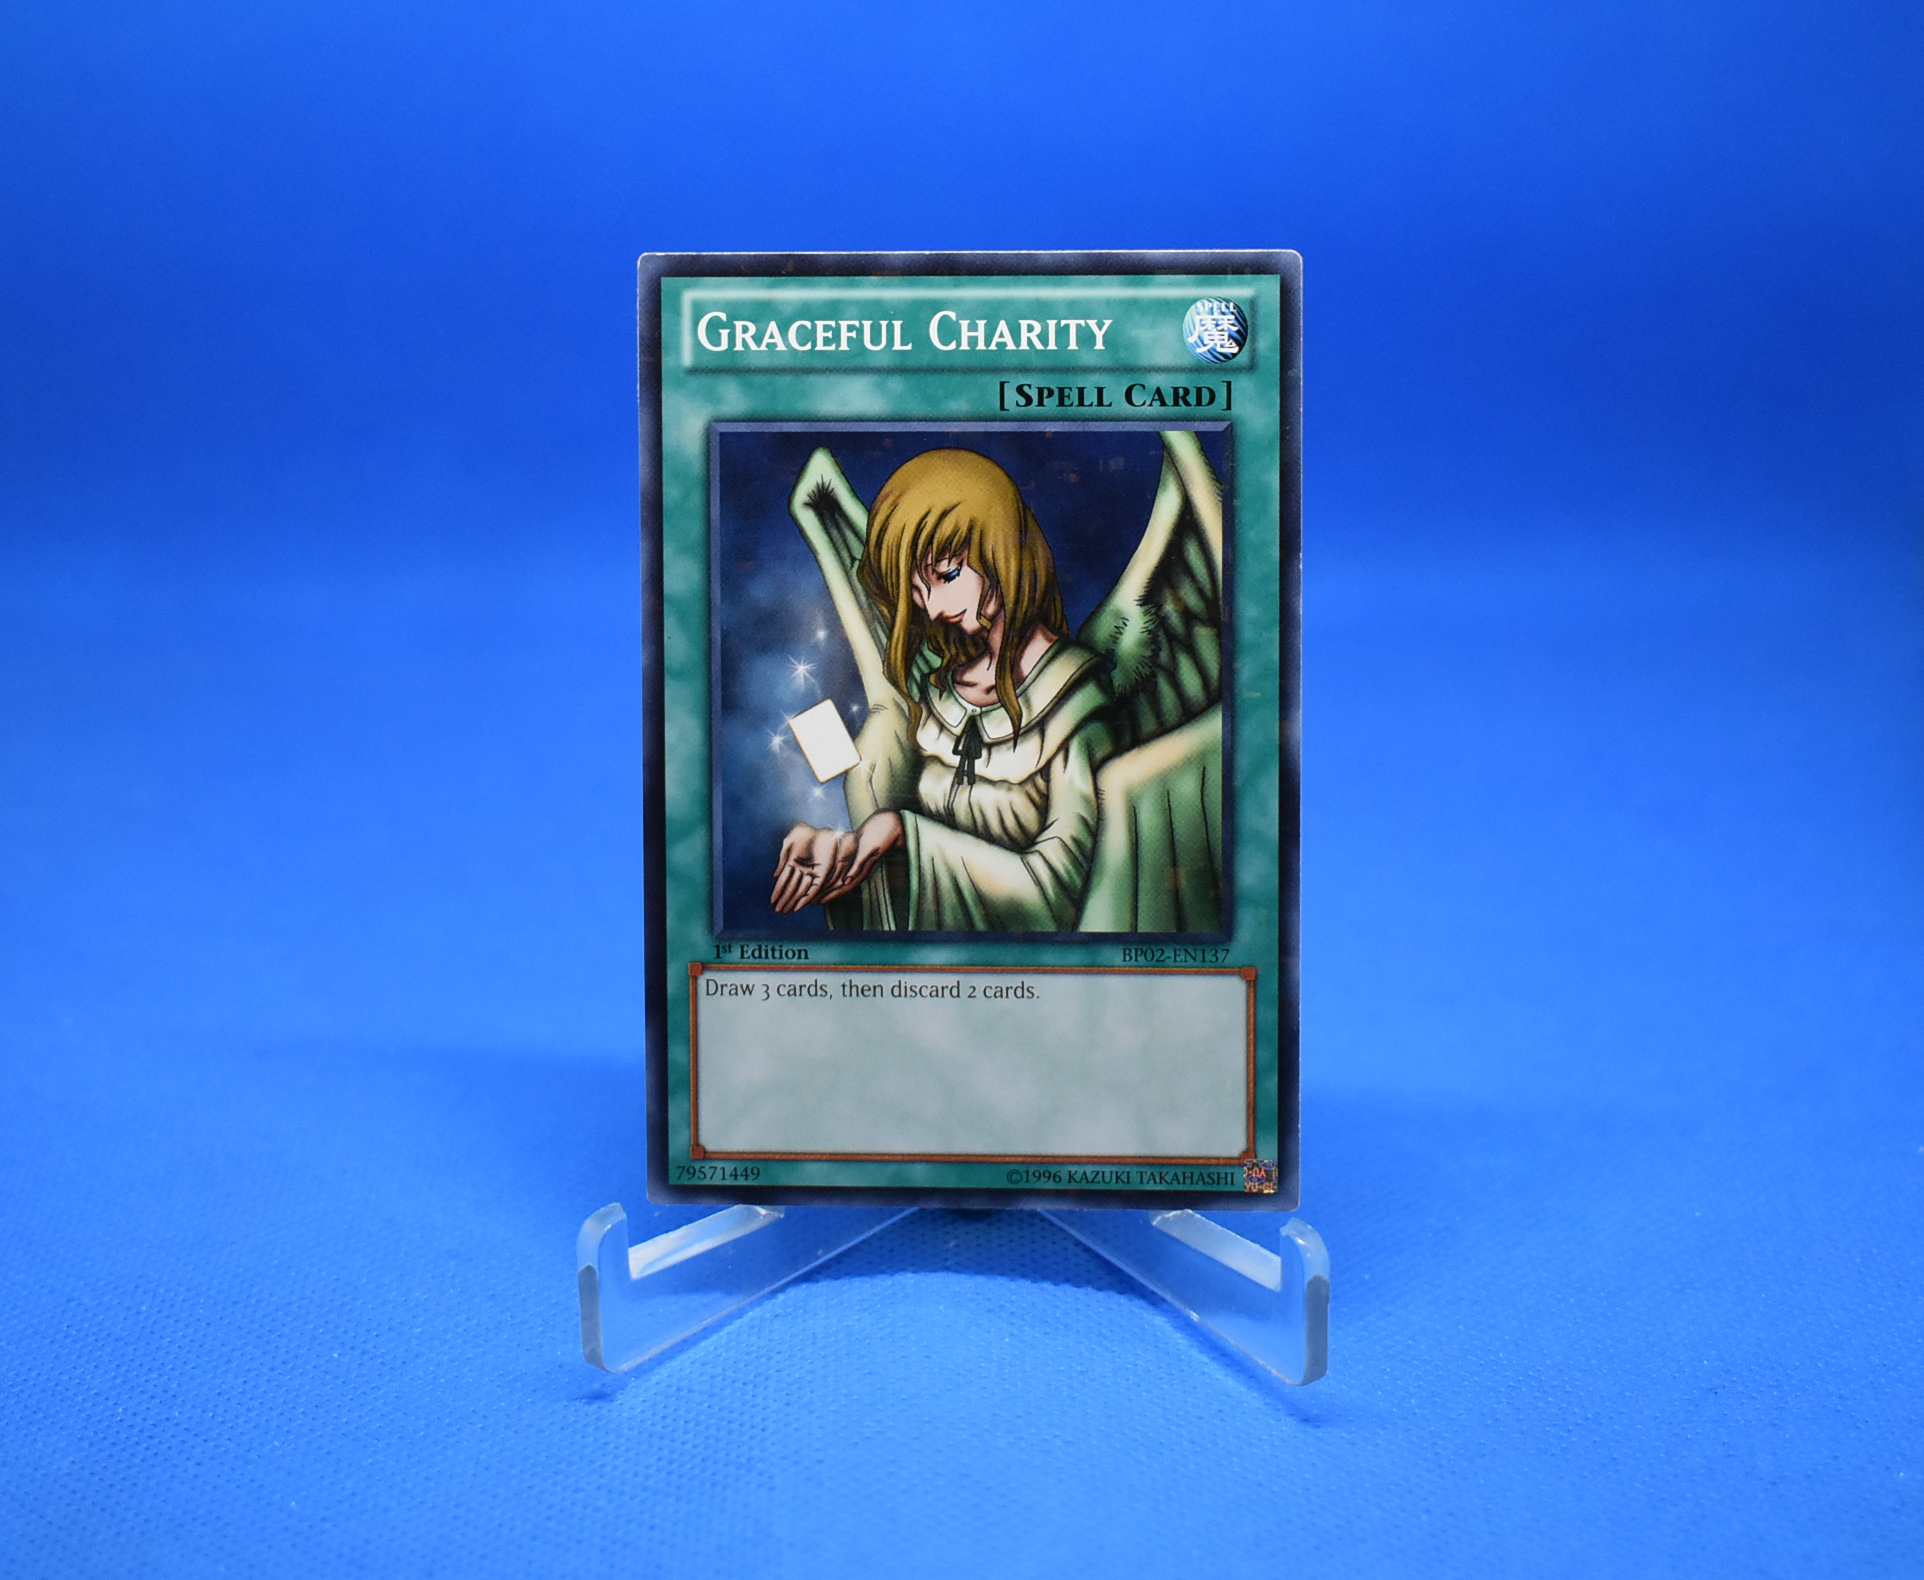 GRACEFUL CHARITY
SPELL
魔
[SPELL CARD]
1st Edition
BP02-EN137
Draw 3 cards, then discard 2 cards.
79571449
©1996 KAZUKI TAKAHASHI